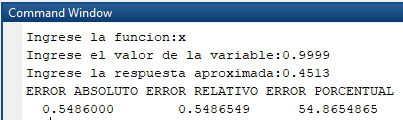 Command Window
Ingrese la funcion:x
Ingrese el valor de la variable:0.9999
Ingrese la respuesta aproximada:0.4513
ERROR ABSOLUTO ERROR RELATIVO ERROR PORCENTUAL
0.5486000 0.5486549 54.8654865